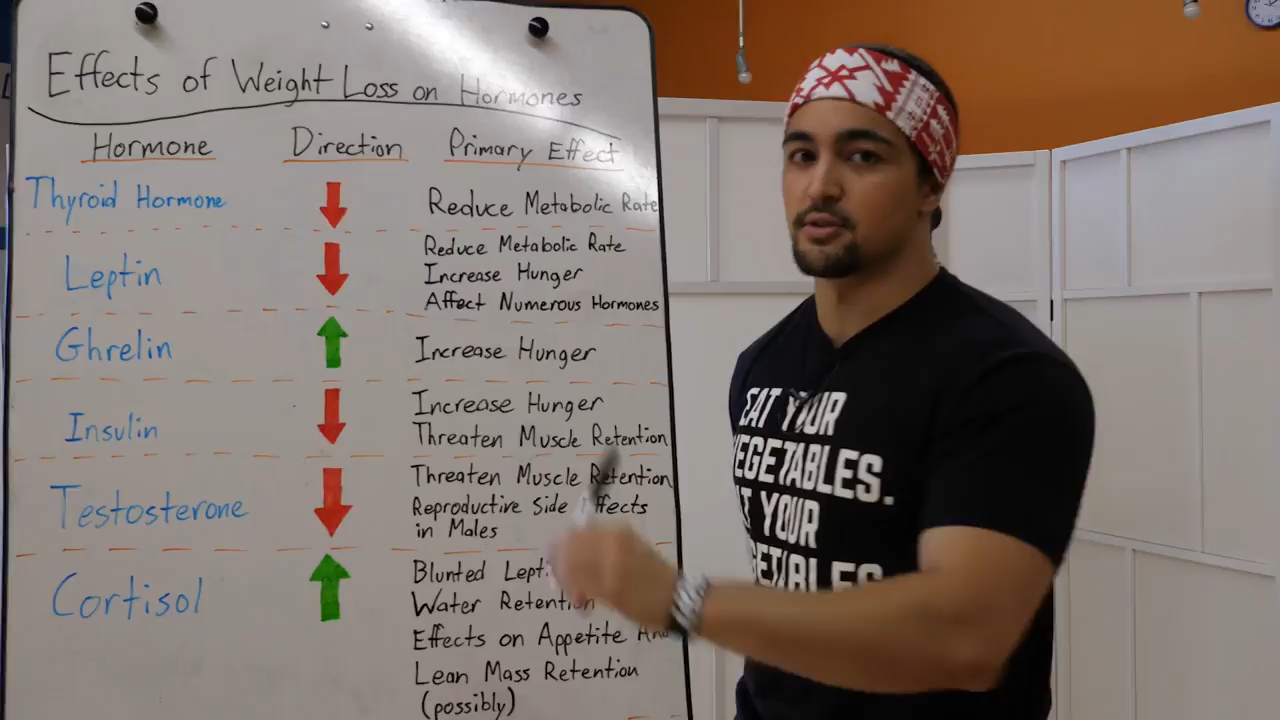 Effects of Weight Loss on Hormones
Hormone Direction Primary Effect
Thyroid Hormone Reduce Metabolic Rate
Leptin Reduce Metabolic Rate
Increase Hunger
Affect Numerous Hormones
Ghrelin Increase Hunger
Insulin Increase Hunger
Threaten Muscle Retention
Testosterone Threaten Muscle Retention
Reproductive Side Effects
in Males
Cortisol Blunted
Water Retention
Effects on Appetite
Lean Mass Retention
(possibly)
EAT YOUR
VEGETABLES.
YOUR